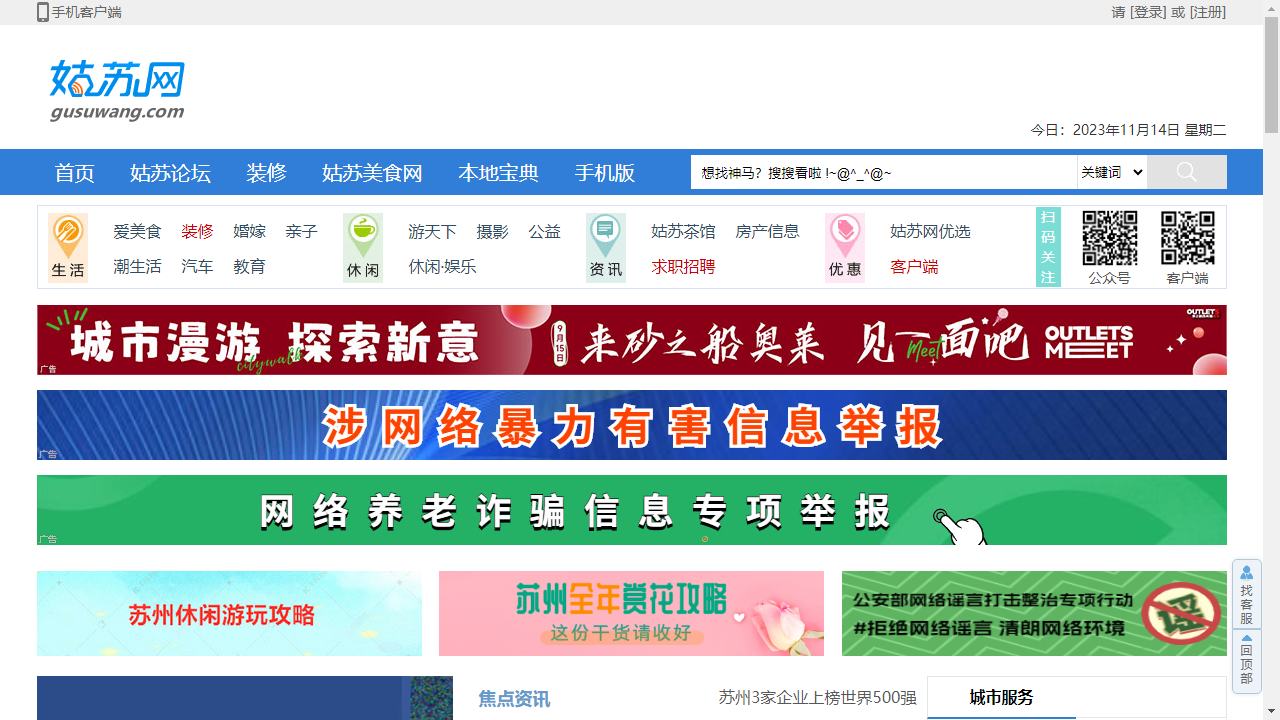 手机客户端
请 [登录] 或 [注册]
姑苏网
gusuwang.com
今日：2023年11月14日 星期二
首页 姑苏论坛 装修 姑苏美食网 本地宝典 手机版
想找神马？搜搜看啦 !~@^_^@~ 关键词
生活
爱美食 装修 婚嫁 亲子
潮生活 汽车 教育
休闲
游天下 摄影 公益
休闲·娱乐
资讯
姑苏茶馆 房产信息
求职招聘
优惠
姑苏网优选
客户端
扫码关注
公众号
客户端
城市漫游 探索新意
citywalk
9月15日
来砂之船奥莱 见一面吧
Meet
OUTLETS
MEET
广告
涉网络暴力有害信息举报
广告
网络养老诈骗信息专项举报
广告
苏州休闲游玩攻略
苏州全年赏花攻略
这份干货请收好
公安部网络谣言打击整治专项行动
#拒绝网络谣言 清朗网络环境
谣
找客服
回顶部
焦点资讯
苏州3家企业上榜世界500强
城市服务